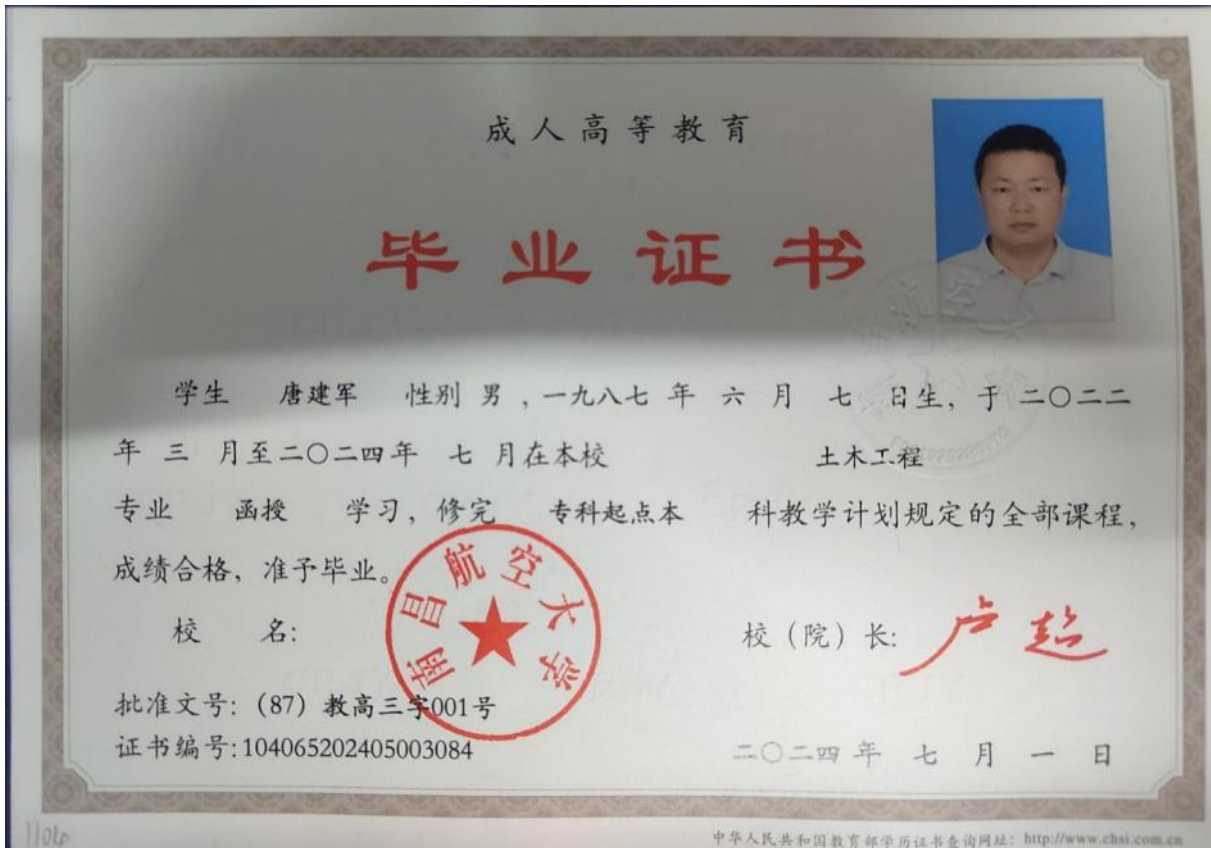 成人高等教育
毕业证书
学生 唐建军 性别 男 , 一九八七 年 六 月 七 日生, 于 二〇二二
年 三 月至 二〇二四 年 七 月在本校 土木工程
专业 函授 学习, 修完 专科起点本 科教学计划规定的全部课程,
成绩合格, 准予毕业。
南昌航空大学
校 名:
校（院）长: 卢超
批准文号: (87) 教高三字001号
证书编号:104065202405003084
二〇二四 年 七 月 一 日
1104
中华人民共和国教育部学历证书查询网址: http://www.chsi.com.cn